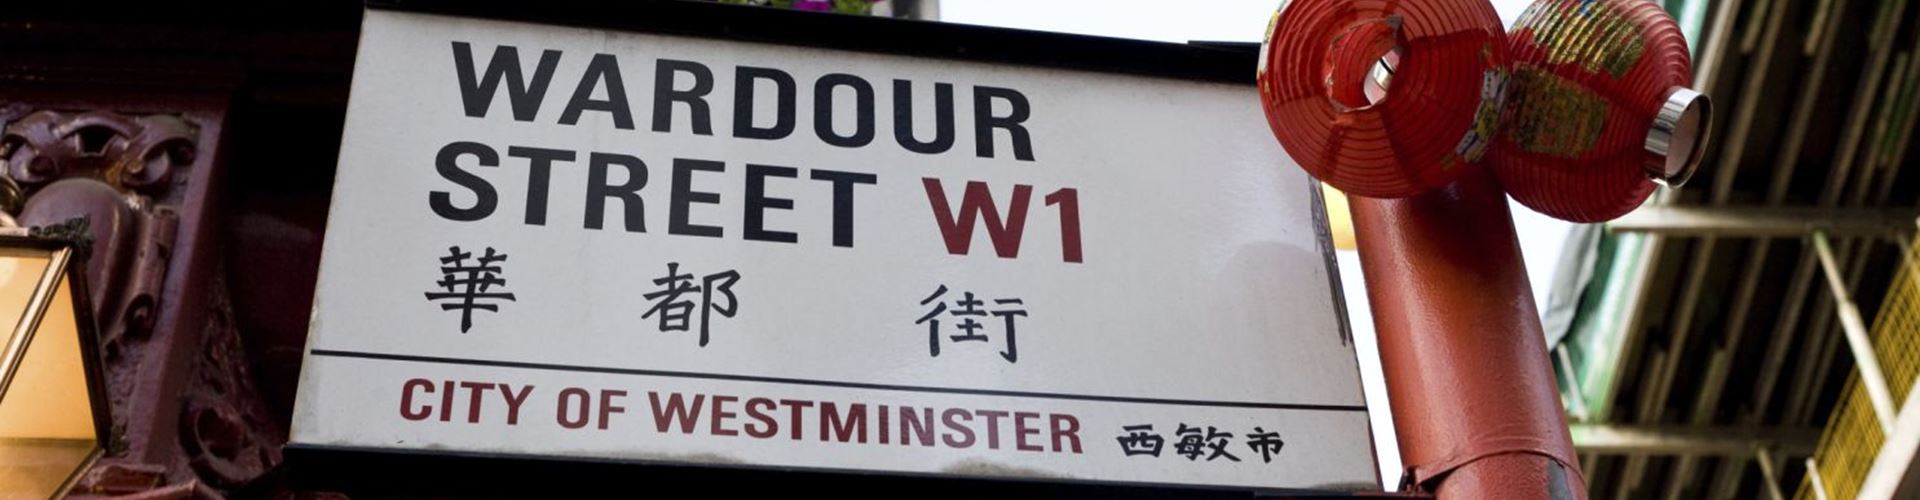 WARDOUR
STREET W1
華都街
CITY OF WESTMINSTER 西敏市